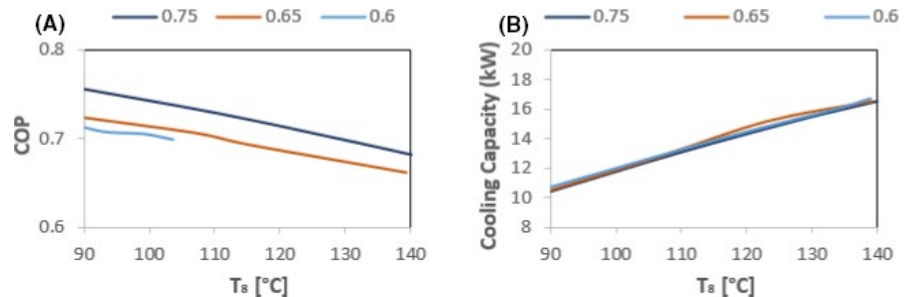 (A) 0.75 0.65 0.6
COP
0.8
0.7
0.6
90 100 110 120 130 140
T₈ [°C]
(B) 0.75 0.65 0.6
Cooling Capacity (kW)
20
18
16
14
12
10
8
90 100 110 120 130 140
T₈ [°C]